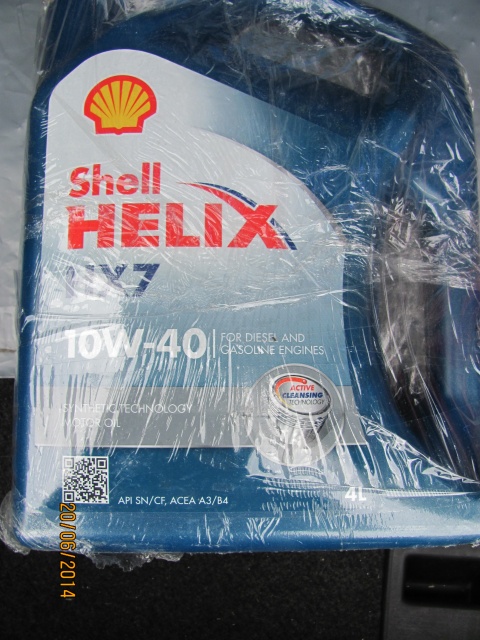 Shell
HELIX
HX7
10W-40
FOR DIESEL AND
GASOLINE ENGINES
ACTIVE
CLEANSING
TECHNOLOGY
SYNTHETIC TECHNOLOGY
MOTOR OIL
API SN/CF, ACEA A3/B4
4L
20/06/2014